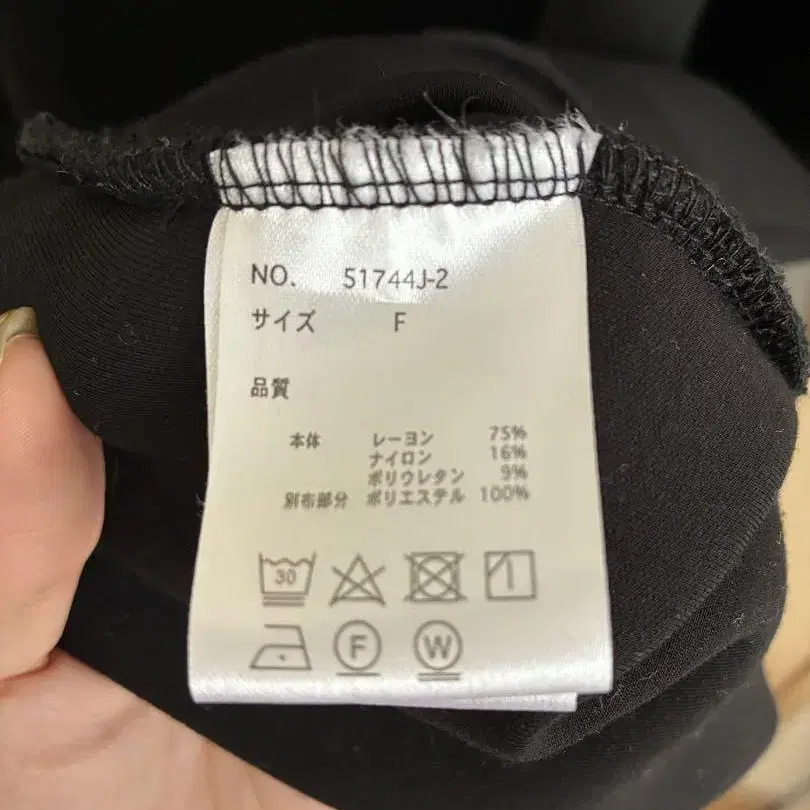 NO. 51744J-2
サイズ F
品質
本体 レーヨン 75%
ナイロン 16%
ポリウレタン 9%
別布部分 ポリエステル 100%
30
F W